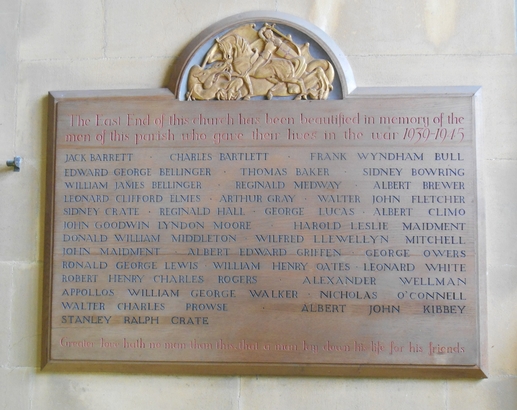 The East End of this church has been beautified in memory of the
men of this parish who gave their lives in the war 1939-1945
JACK BARRETT · CHARLES BARTLETT · FRANK WYNDHAM BULL
EDWARD GEORGE BELLINGER · THOMAS BAKER · SIDNEY BOWRING
WILLIAM JAMES BELLINGER · REGINALD MEDWAY · ALBERT BREWER
LEONARD CLIFFORD ELMES · ARTHUR GRAY · WALTER JOHN FLETCHER
SIDNEY CRATE · REGINALD HALL · GEORGE LUCAS · ALBERT CLIMO
JOHN GOODWIN LYNDON MOORE · HAROLD LESLIE MAIDMENT
DONALD WILLIAM MIDDLETON · WILFRED LLEWELLYN MITCHELL
JOHN MAIDMENT · ALBERT EDWARD GRIFFEN · GEORGE OWERS
RONALD GEORGE LEWIS · WILLIAM HENRY OATES · LEONARD WHITE
ROBERT HENRY CHARLES ROGERS · ALEXANDER WELLMAN
APPOLLOS WILLIAM GEORGE WALKER · NICHOLAS O'CONNELL
WALTER CHARLES PROWSE · ALBERT JOHN KIBBEY
STANLEY RALPH CRATE
Greater love hath no man than this that a man lay down his life for his friends